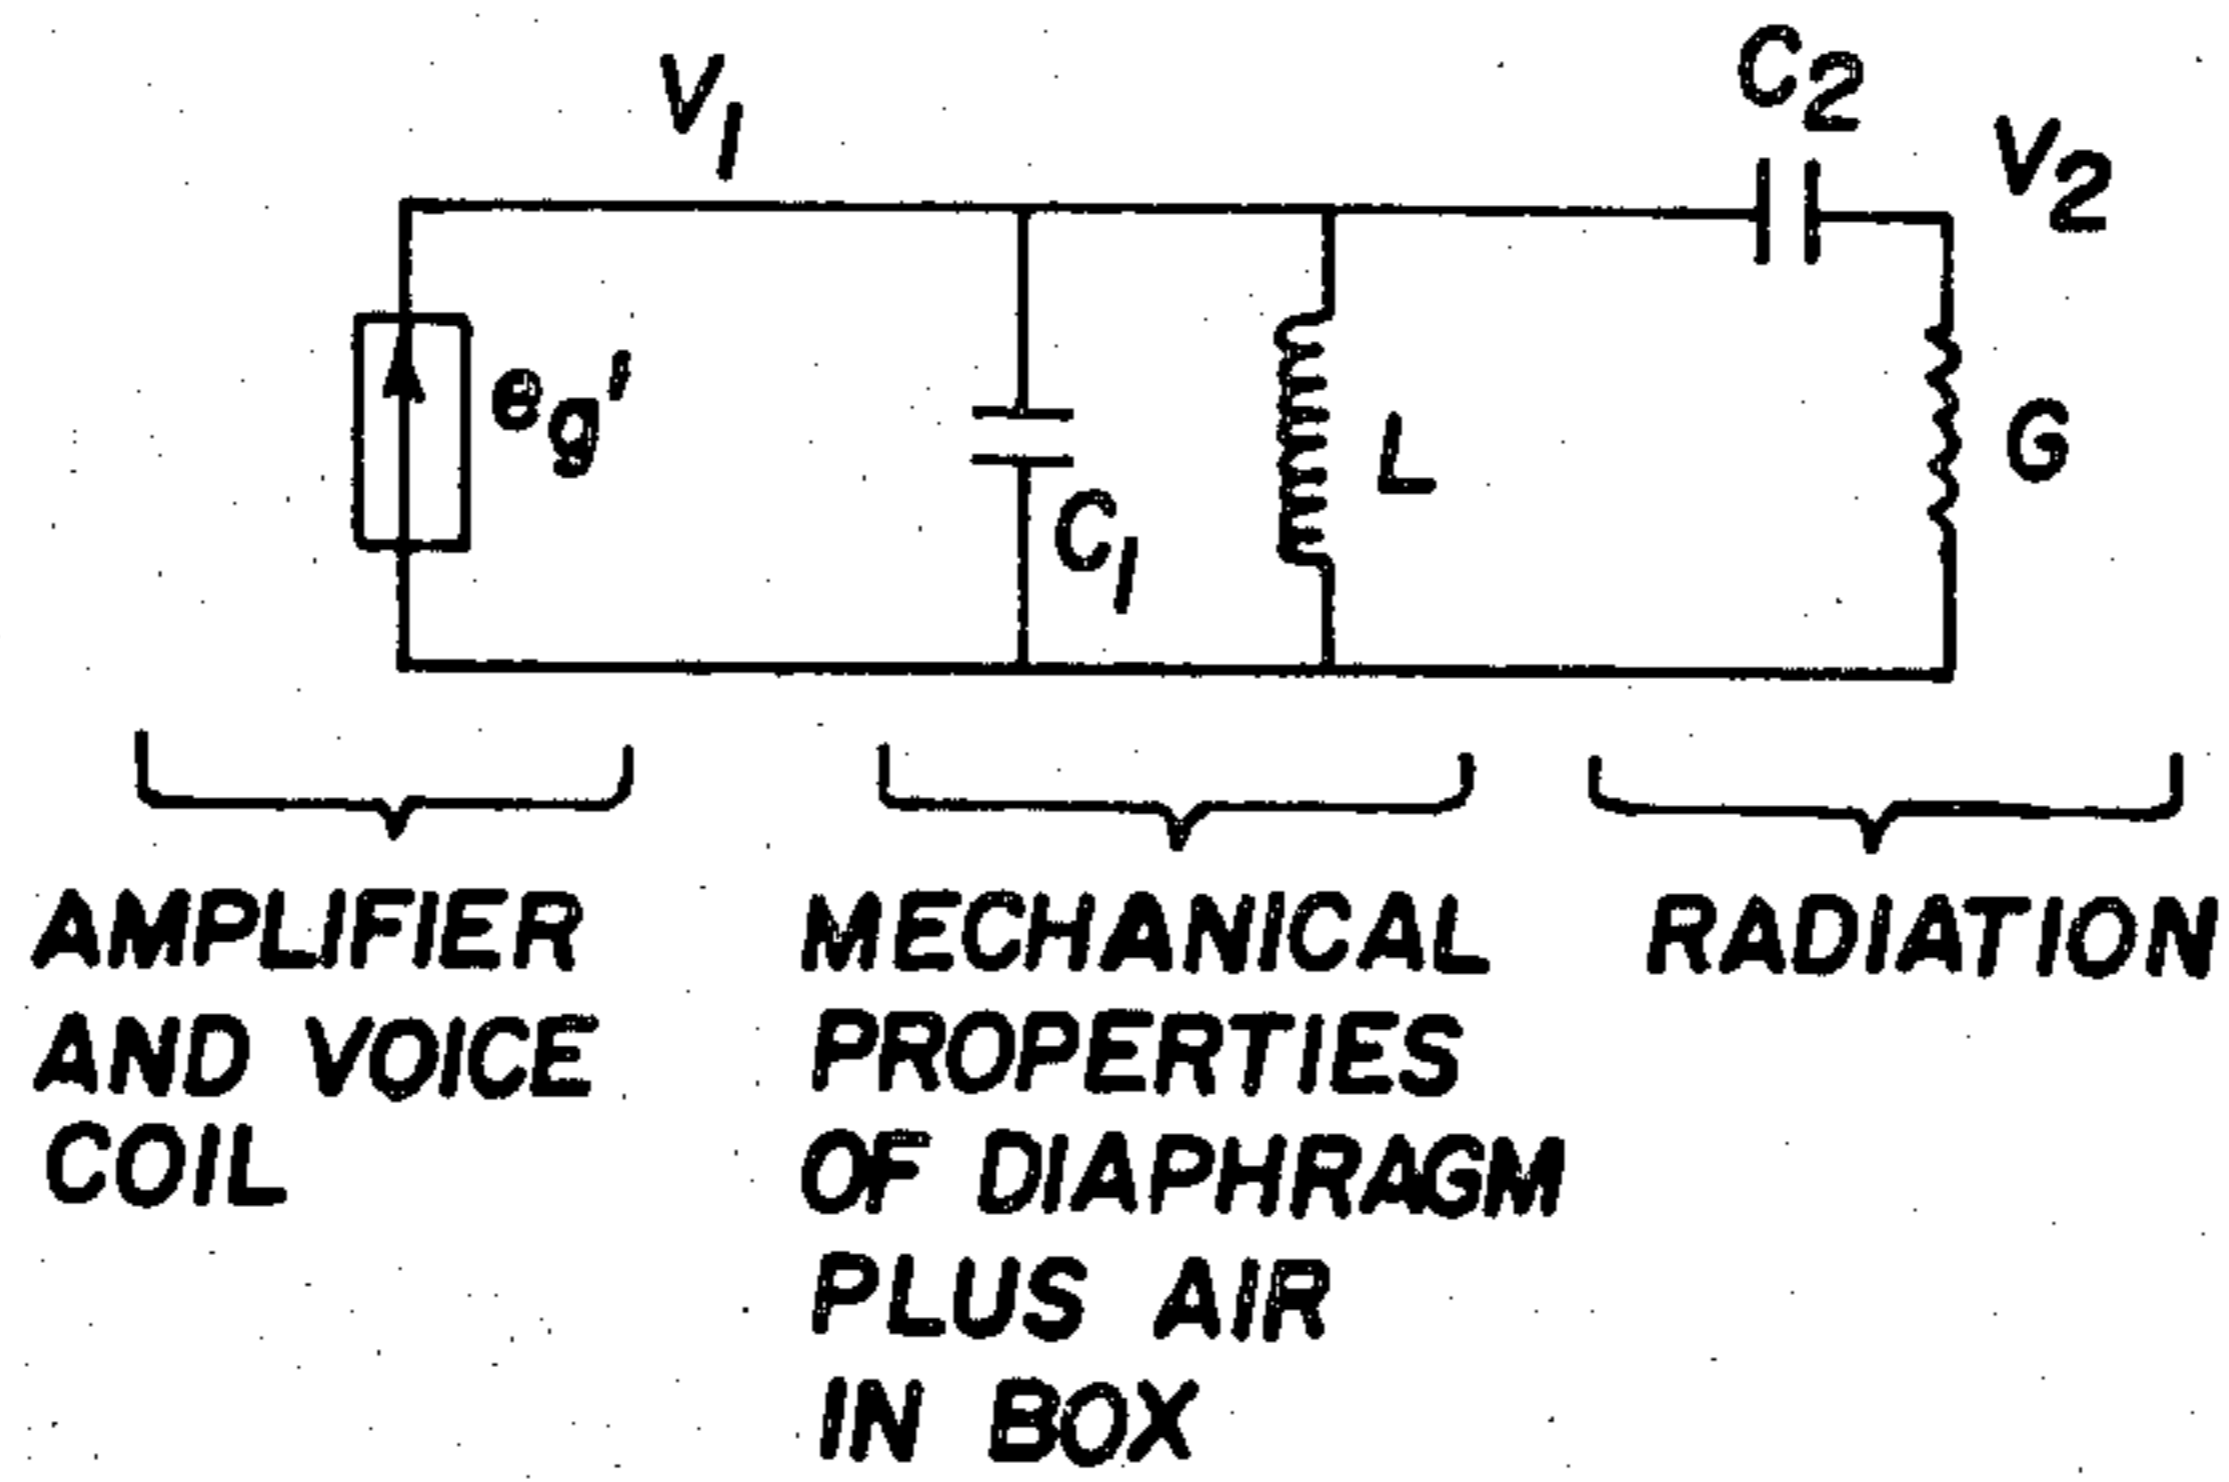 V1
C2
V2
eg'
C1
L
G
AMPLIFIER
AND VOICE
COIL
MECHANICAL
PROPERTIES
OF DIAPHRAGM
PLUS AIR
IN BOX
RADIATION